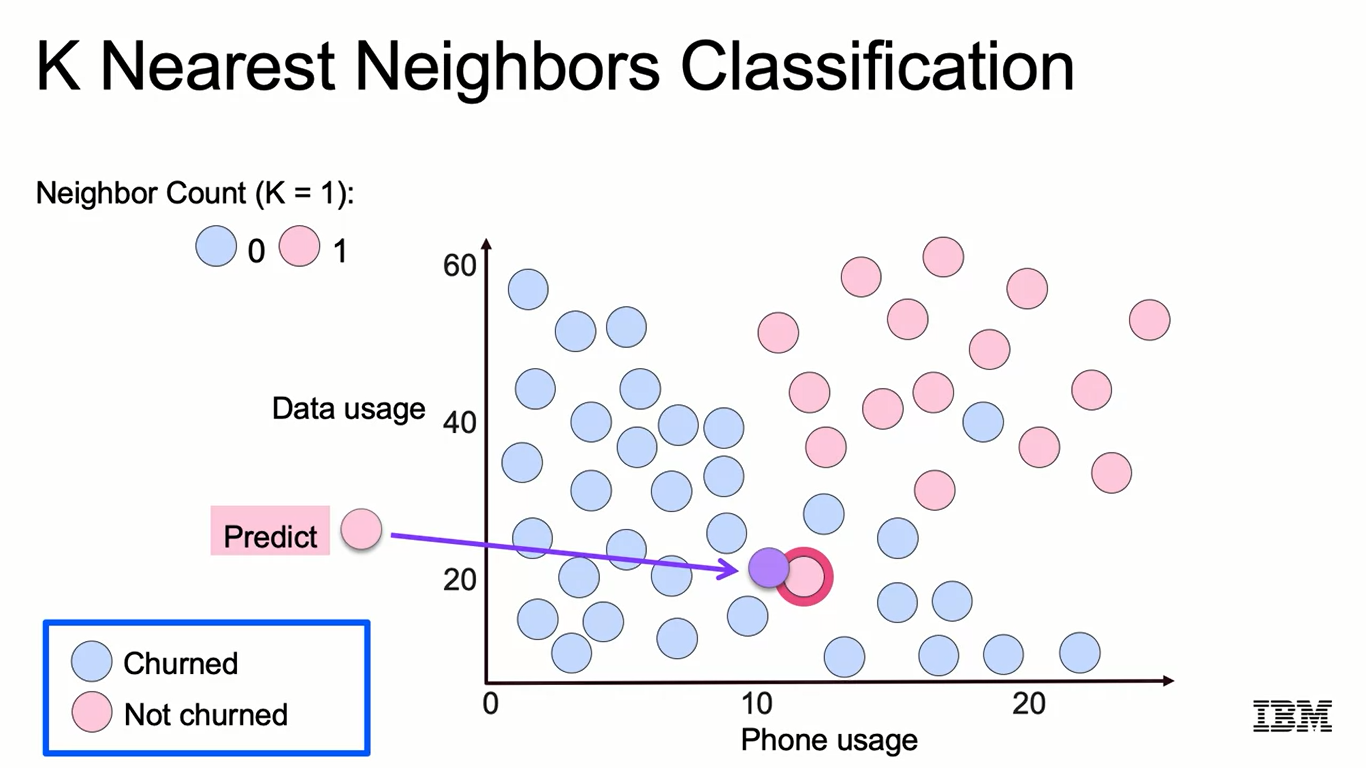 K Nearest Neighbors Classification
Neighbor Count (K = 1):
0 1
60
Data usage 40
Predict
20
Churned
Not churned
0 10 20
Phone usage
IBM